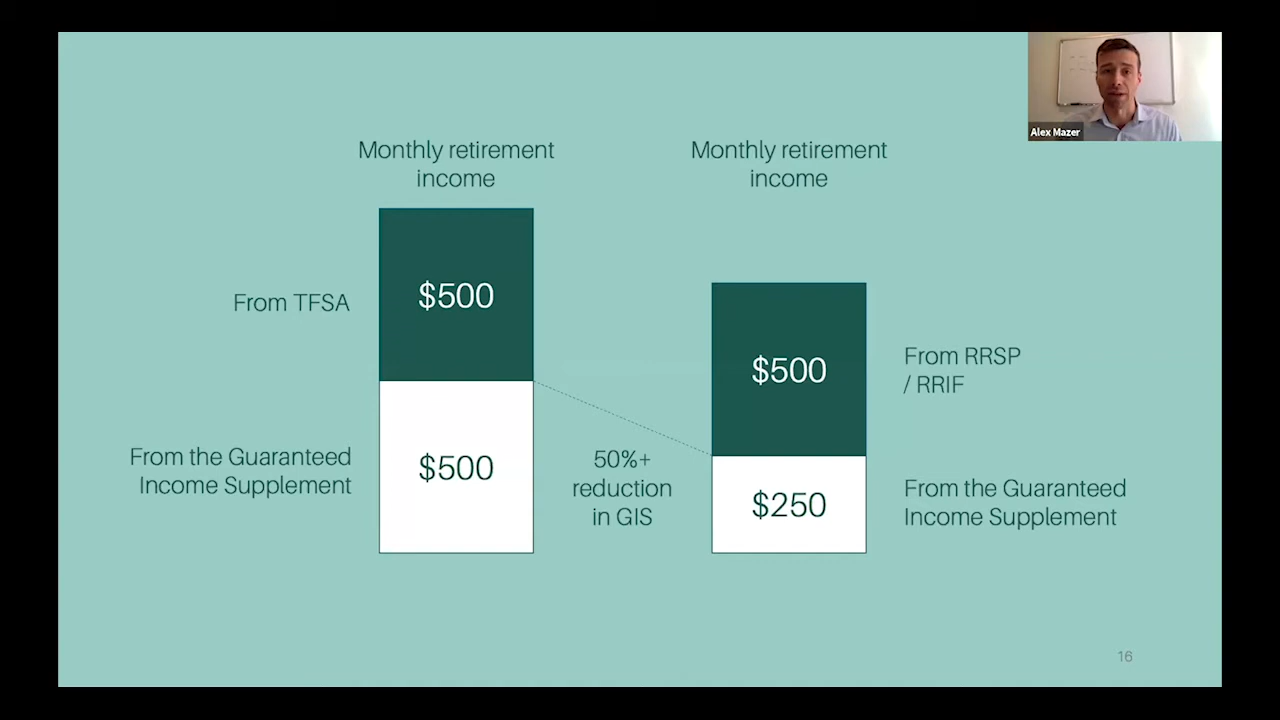 Alex Mazer
Monthly retirement
income
Monthly retirement
income
From TFSA
$500
$500
From RRSP
/ RRIF
From the Guaranteed
Income Supplement
$500
50%+
reduction
in GIS
$250
From the Guaranteed
Income Supplement
16